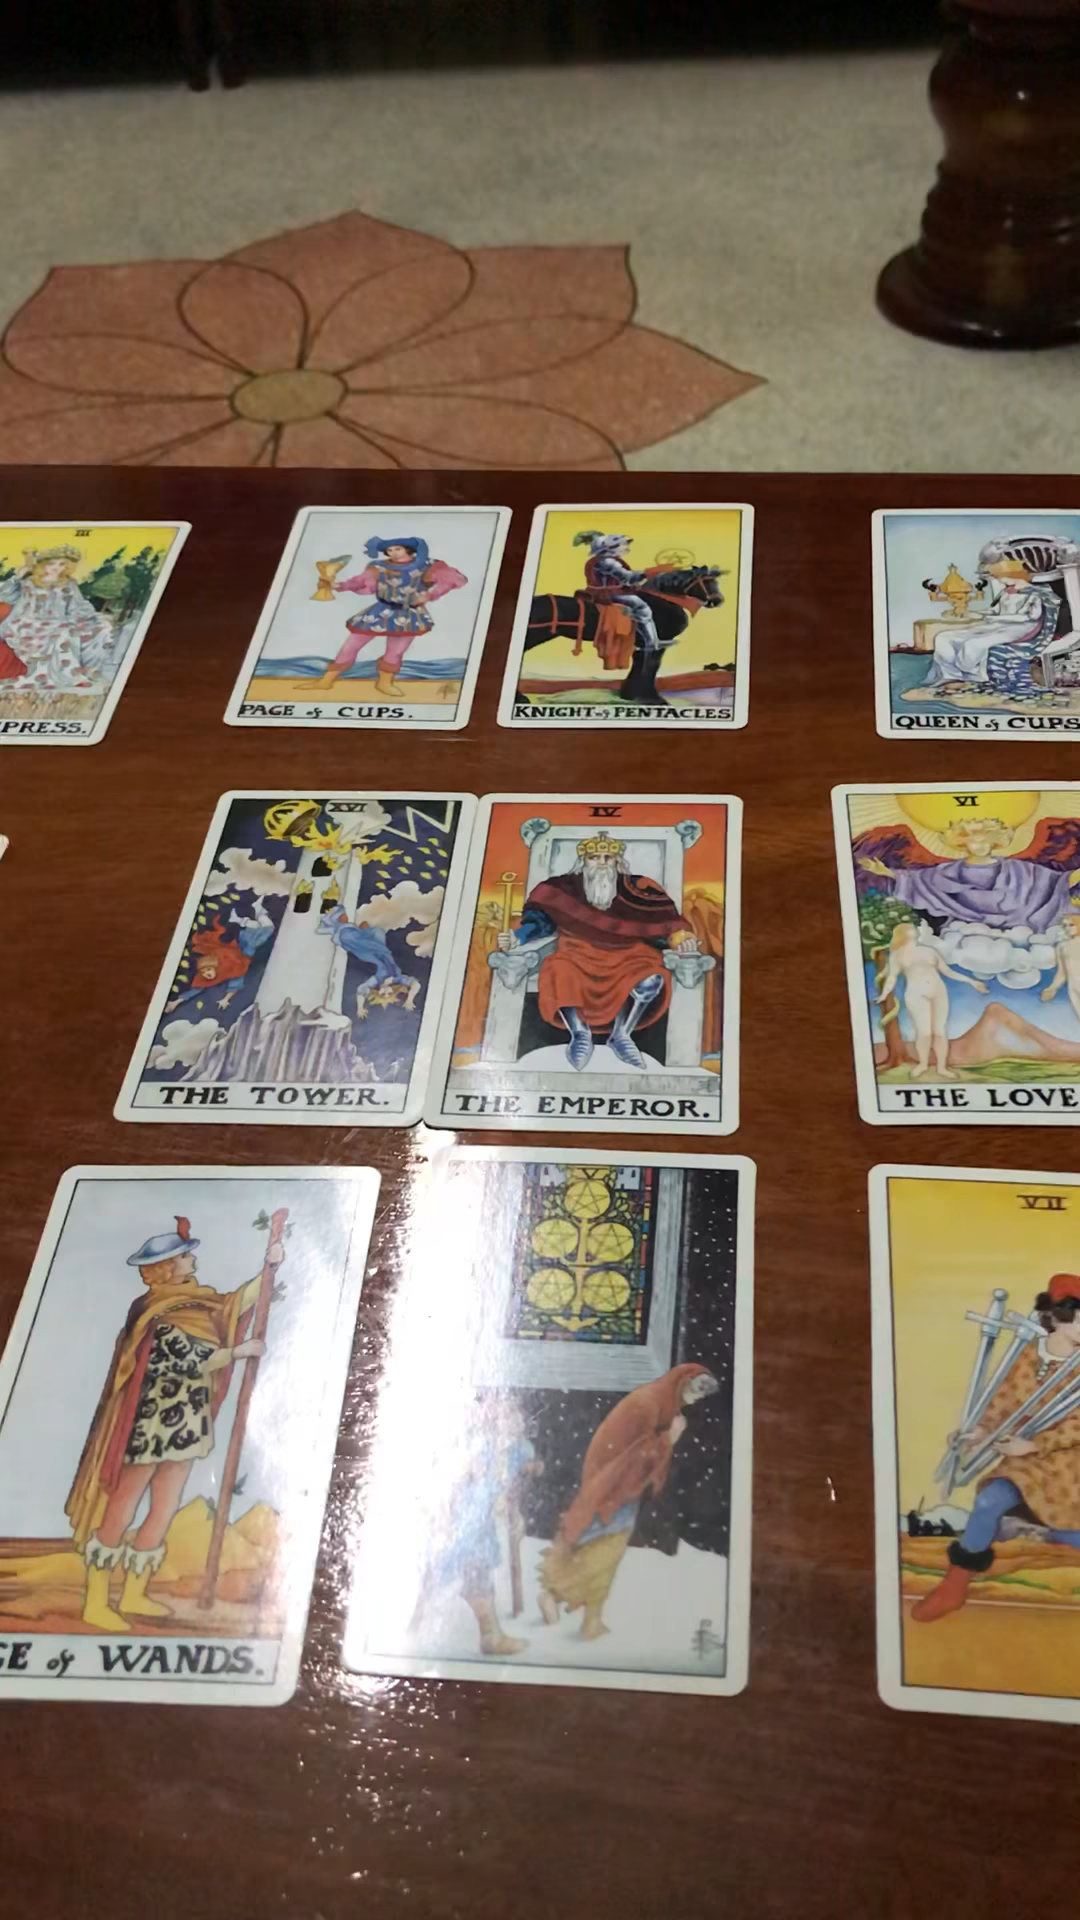 III
PRESS.
PAGE of CUPS.
KNIGHT of PENTACLES
QUEEN of CUPS
XVI
THE TOWER.
IV
THE EMPEROR.
VI
THE LOVE
GE of WANDS.
V
VII